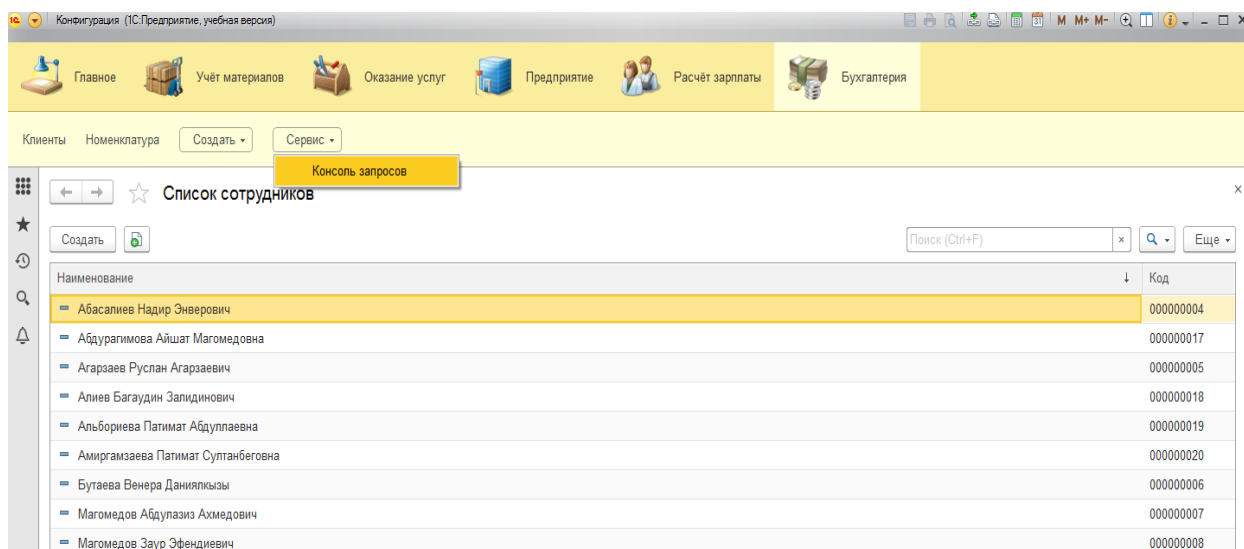 1С Конфигурация (1С:Предприятие, учебная версия) 31 M M+ M- i
Главное Учёт материалов Оказание услуг Предприятие Расчёт зарплаты Бухгалтерия
Клиенты Номенклатура Создать Сервис
Консоль запросов
Список сотрудников
Создать Поиск (Ctrl+F) × Еще
Наименование ↓ Код
Абасалиев Надир Энверович 000000004
Абдурагимова Айшат Магомедовна 000000017
Агарзаев Руслан Агарзаевич 000000005
Алиев Багаудин Залидинович 000000018
Альбориева Патимат Абдуллаевна 000000019
Амиргамзаева Патимат Султанбеговна 000000020
Бутаева Венера Даниялкызы 000000006
Магомедов Абдулазиз Ахмедович 000000007
Магомедов Заур Эфендиевич 000000008